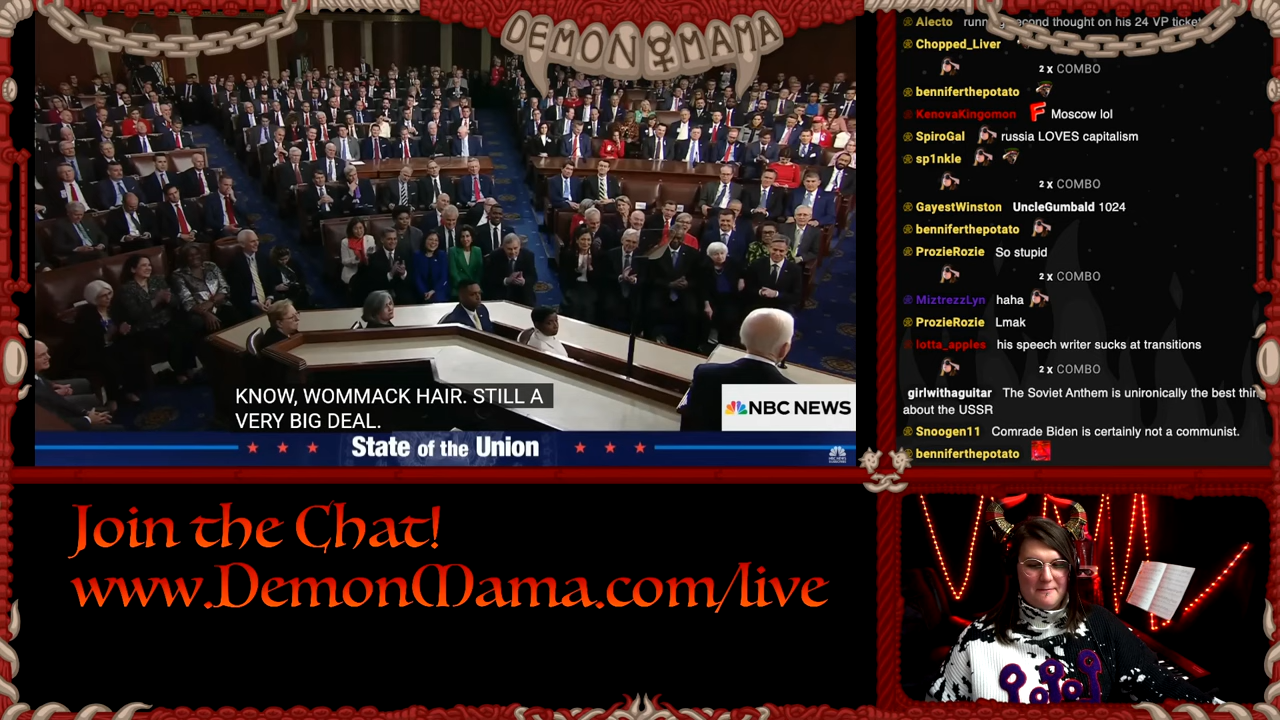 DEMON MAMA
KNOW, WOMMACK HAIR. STILL A
VERY BIG DEAL.
NBC NEWS
State of the Union
Alecto second thought on his 24 VP ticket
Chopped_Liver
2 x COMBO
benniferthepotato
KenovaKingomon F Moscow lol
SpiroGal russia LOVES capitalism
sp1nkle
2 x COMBO
GayestWinston UncleGumbald 1024
benniferthepotato
ProzieRozie So stupid
2 x COMBO
MiztrezzLyn haha
ProzieRozie Lmak
lotta_apples his speech writer sucks at transitions
2 x COMBO
girlwithaguitar The Soviet Anthem is unironically the best thin
about the USSR
Snoogen11 Comrade Biden is certainly not a communist.
benniferthepotato
Join the Chat!
www.DemonMama.com/live